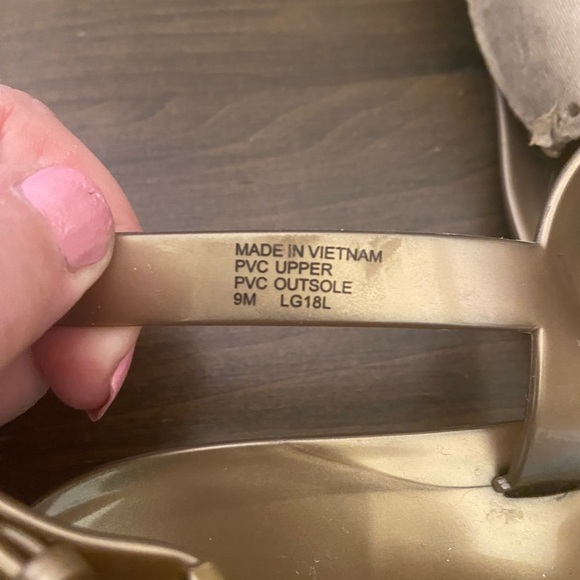 MADE IN VIETNAM
PVC UPPER
PVC OUTSOLE
9M LG18L